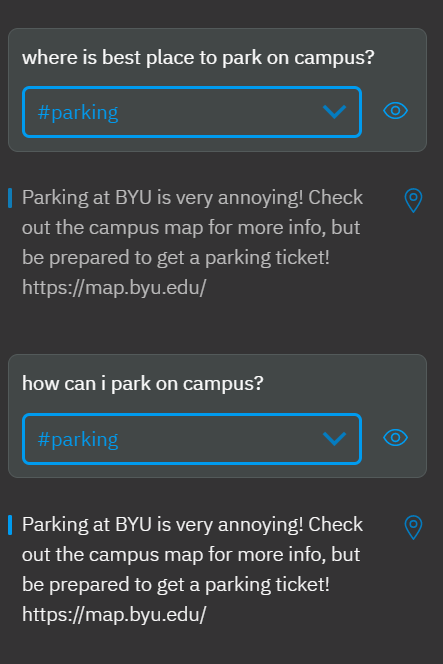 where is best place to park on campus?
#parking
Parking at BYU is very annoying! Check
out the campus map for more info, but
be prepared to get a parking ticket!
https://map.byu.edu/
how can i park on campus?
#parking
Parking at BYU is very annoying! Check
out the campus map for more info, but
be prepared to get a parking ticket!
https://map.byu.edu/